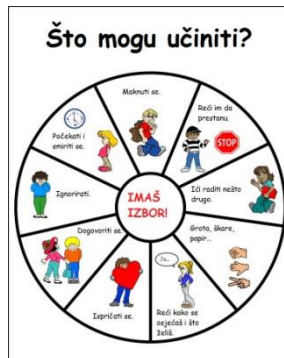 Što mogu učiniti?
Maknuti se.
Reći im da
prestanu.
STOP
Ići raditi nešto
drugo.
Grota, škare,
papir...
Ja...
Reći kako se
osjećaš i što
želiš.
Ispričati se.
Dogovoriti se.
Ignorirati.
Počekati i
smiriti se.
IMAŠ
IZBOR!